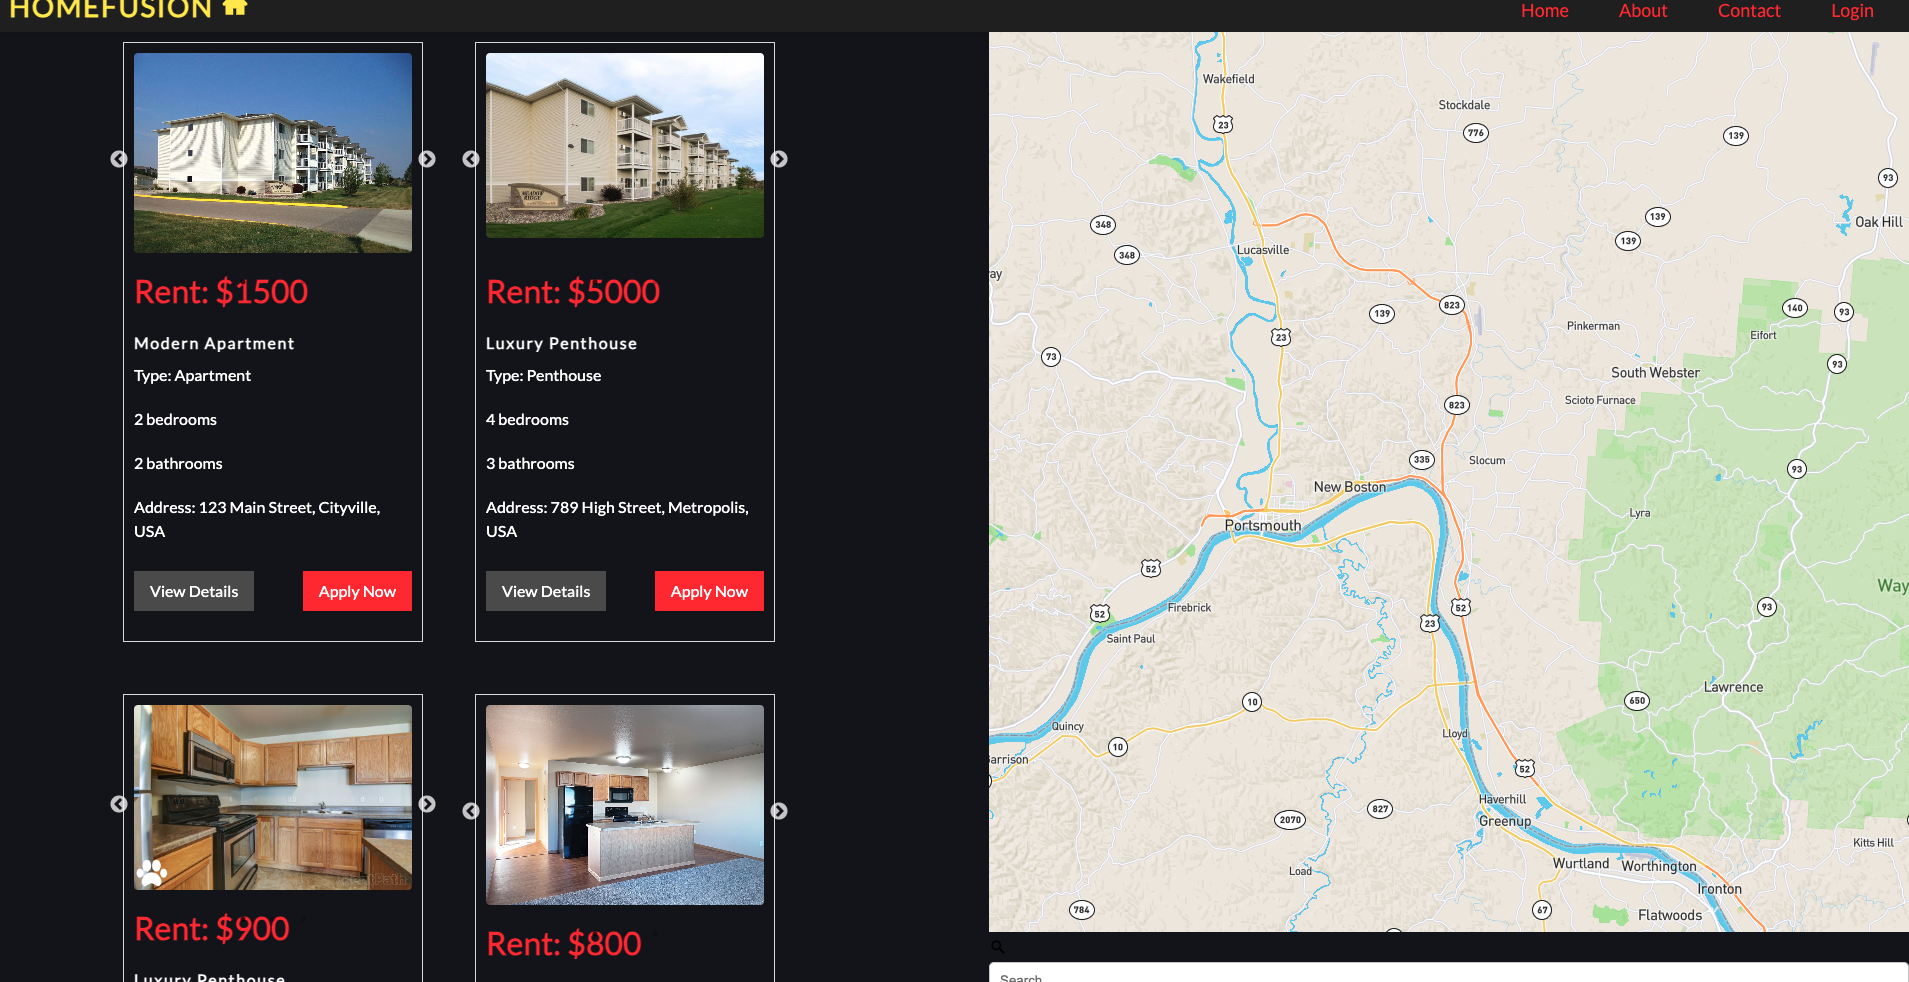 HOMEFUSION
Home
About
Contact
Login
MEADOW
RIDGE
Rent: $1500
Rent: $5000
Modern Apartment
Luxury Penthouse
Type: Apartment
Type: Penthouse
2 bedrooms
4 bedrooms
2 bathrooms
3 bathrooms
Address: 123 Main Street, Cityville,
USA
Address: 789 High Street, Metropolis,
USA
View Details
Apply Now
View Details
Apply Now
Rent: $900
Rent: $800
Luxury Penthouse
Wakefield
Stockdale
23
776
139
93
348
139
Oak Hill
348
139
Lucasville
ay
140
93
823
139
Pinkerman
Eifort
23
73
93
South Webster
Scioto Furnace
823
335
Slocum
93
New Boston
Lyra
Portsmouth
52
Way
Firebrick
52
52
93
23
Saint Paul
Lawrence
650
10
Quincy
Lloyd
10
arrison
52
Haverhill
827
2070
Greenup
Kitts Hill
Wurtland
Worthington
Load
Ironton
784
67
Flatwoods
Search